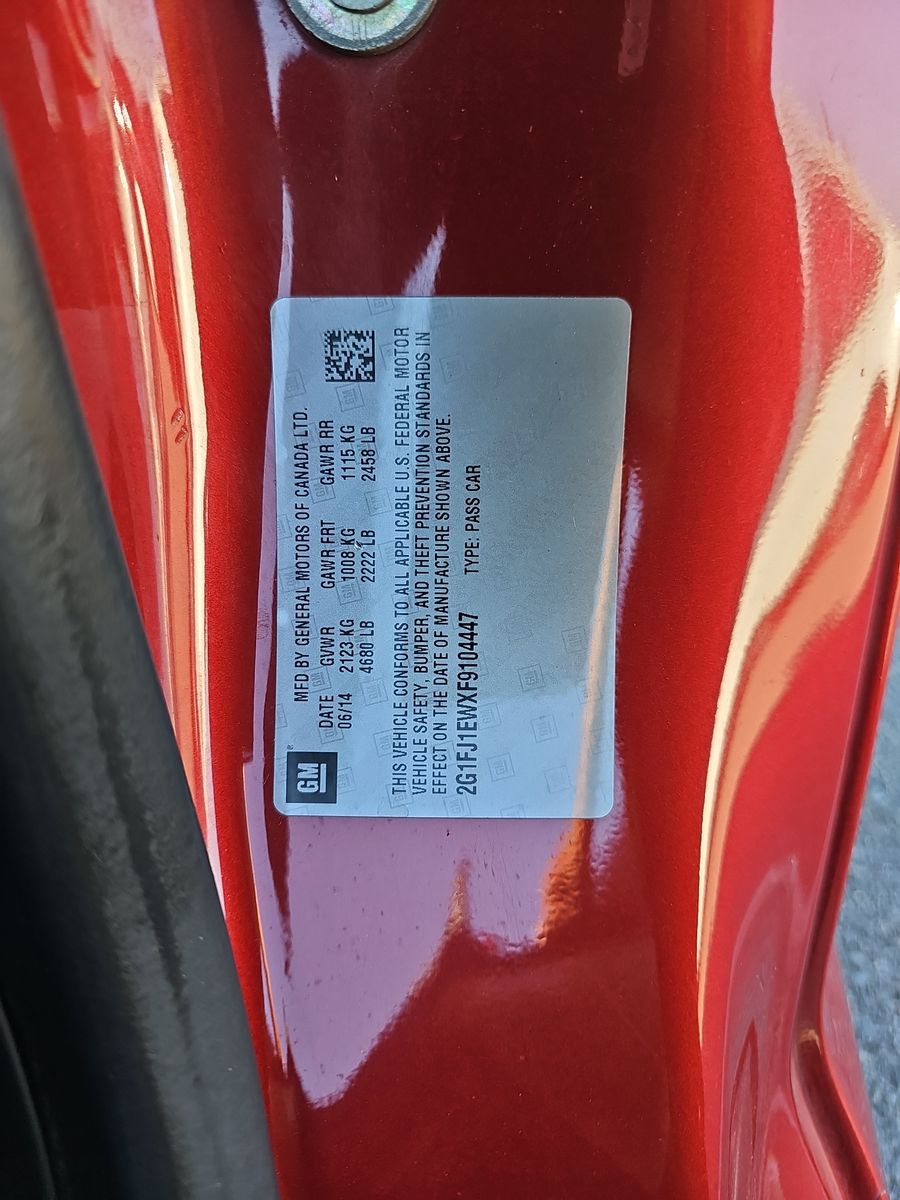 GM
MFD BY GENERAL MOTORS OF CANADA LTD.
DATE GVWR GAWR FRT GAWR RR
06/14 2123 KG 1008 KG 1115 KG
4680 LB 2222 LB 2458 LB
THIS VEHICLE CONFORMS TO ALL APPLICABLE U.S. FEDERAL MOTOR
VEHICLE SAFETY, BUMPER, AND THEFT PREVENTION STANDARDS IN
EFFECT ON THE DATE OF MANUFACTURE SHOWN ABOVE.
2G1FJ1EWXF9104447 TYPE: PASS CAR